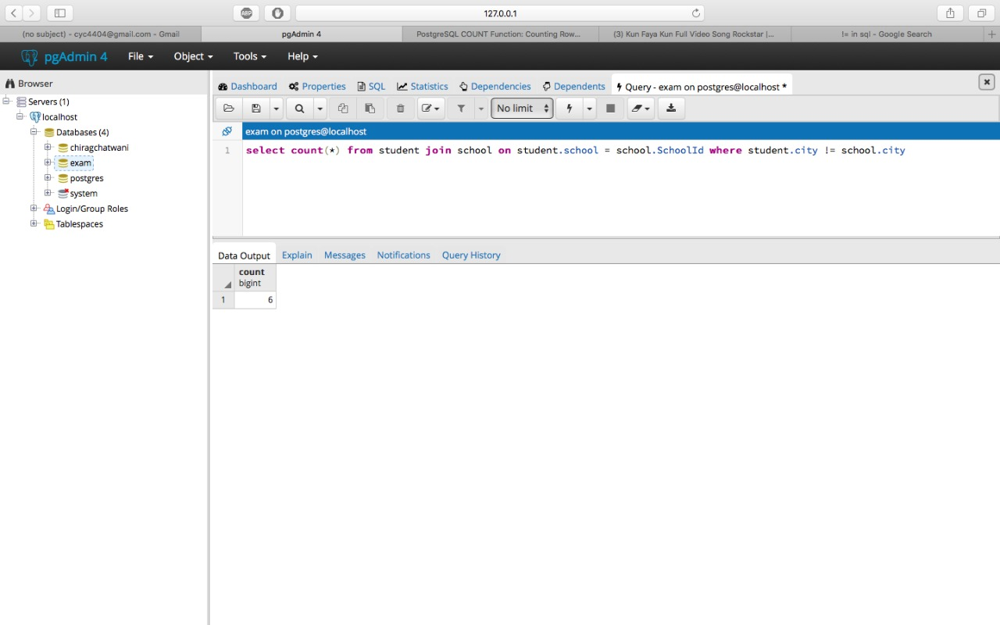 ABP
127.0.0.1
(no subject) - cyc4404@gmail.com - Gmail
pgAdmin 4
PostgreSQL COUNT Function: Counting Row...
(3) Kun Faya Kun Full Video Song Rockstar |...
!= in sql - Google Search
pgAdmin 4
File
Object
Tools
Help
Browser
Servers (1)
localhost
Databases (4)
chiragchatwani
exam
postgres
system
Login/Group Roles
Tablespaces
Dashboard
Properties
SQL
Statistics
Dependencies
Dependents
Query - exam on postgres@localhost *
No limit
exam on postgres@localhost
1 select count(*) from student join school on student.school = school.SchoolId where student.city != school.city
Data Output
Explain
Messages
Notifications
Query History
count
bigint
1 6